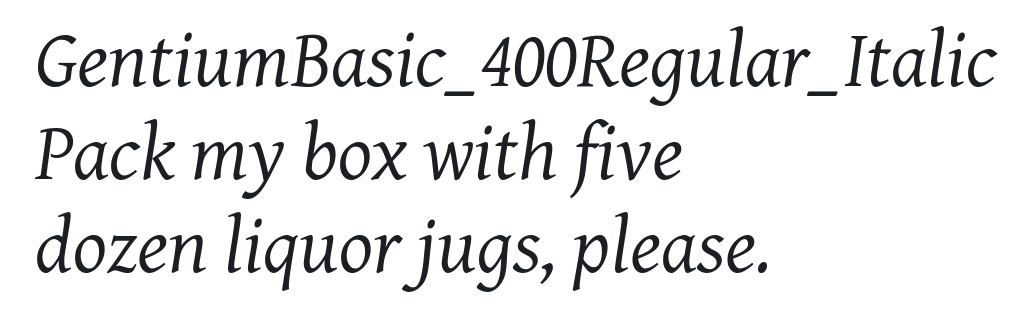 GentiumBasic_400Regular_Italic
Pack my box with five
dozen liquor jugs, please.